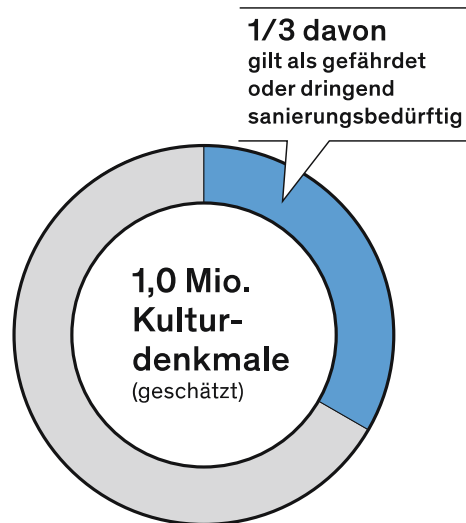 1/3 davon
gilt als gefährdet
oder dringend
sanierungsbedürftig
1,0 Mio.
Kultur-
denkmale
(geschätzt)